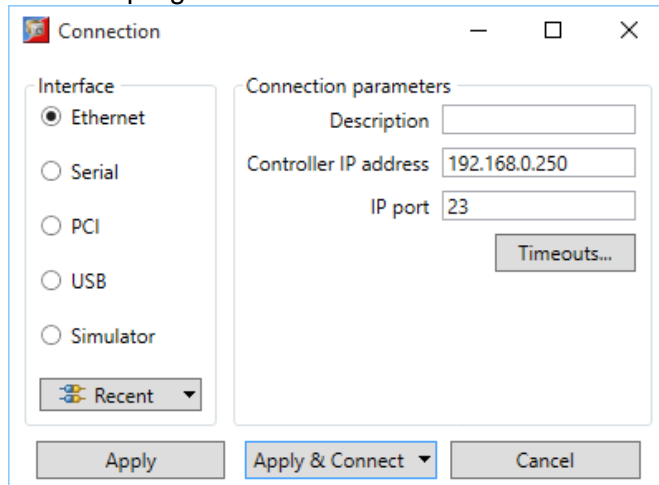 Connection
Interface
Ethernet
Serial
PCI
USB
Simulator
Recent
Connection parameters
Description
Controller IP address 192.168.0.250
IP port 23
Timeouts...
Apply
Apply & Connect
Cancel